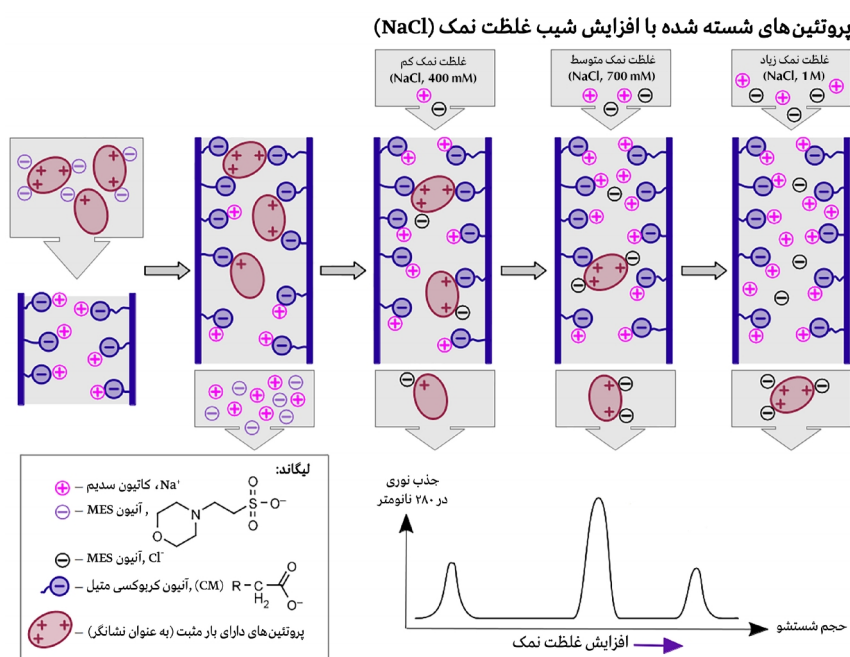 پروتئین‌های شسته شده با افزایش شیب غلظت نمک (NaCl)
غلظت نمک کم
(NaCl, 400 mM)
غلظت نمک متوسط
(NaCl, 700 mM)
غلظت نمک زیاد
(NaCl, 1M)
لیگاند:
Na⁺، کاتیون سدیم –
, آنیون MES –
N
O
S
O
O
O⁻
Cl⁻, آنیون MES –
(CM), آنیون کربوکسی متیل –
R – C
H₂
O
O⁻
پروتئین‌های دارای بار مثبت (به عنوان نشانگر) –
جذب نوری
در ۲۸۰ نانومتر
حجم شستشو
افزایش غلظت نمک